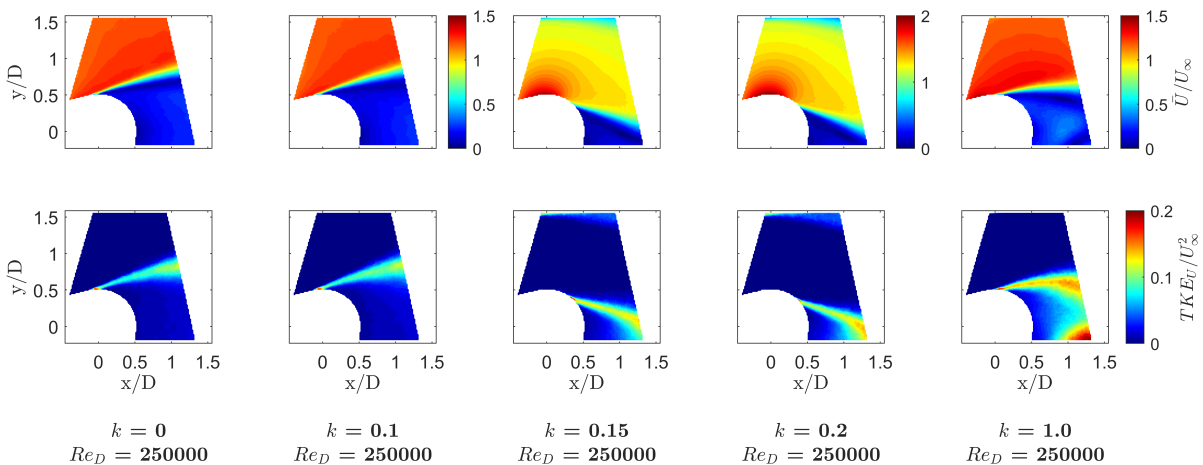 1.5
1
0.5
0
y/D
1.5
1
0.5
0
2
1
0
1.5
1
0.5
0
Ū/U∞
1.5
1
0.5
0
y/D
0.2
0.1
0
TKE_U/U²∞
0 0.5 1 1.5
0 0.5 1 1.5
0 0.5 1 1.5
0 0.5 1 1.5
0 0.5 1 1.5
x/D
x/D
x/D
x/D
x/D
k = 0
Re_D = 250000
k = 0.1
Re_D = 250000
k = 0.15
Re_D = 250000
k = 0.2
Re_D = 250000
k = 1.0
Re_D = 250000